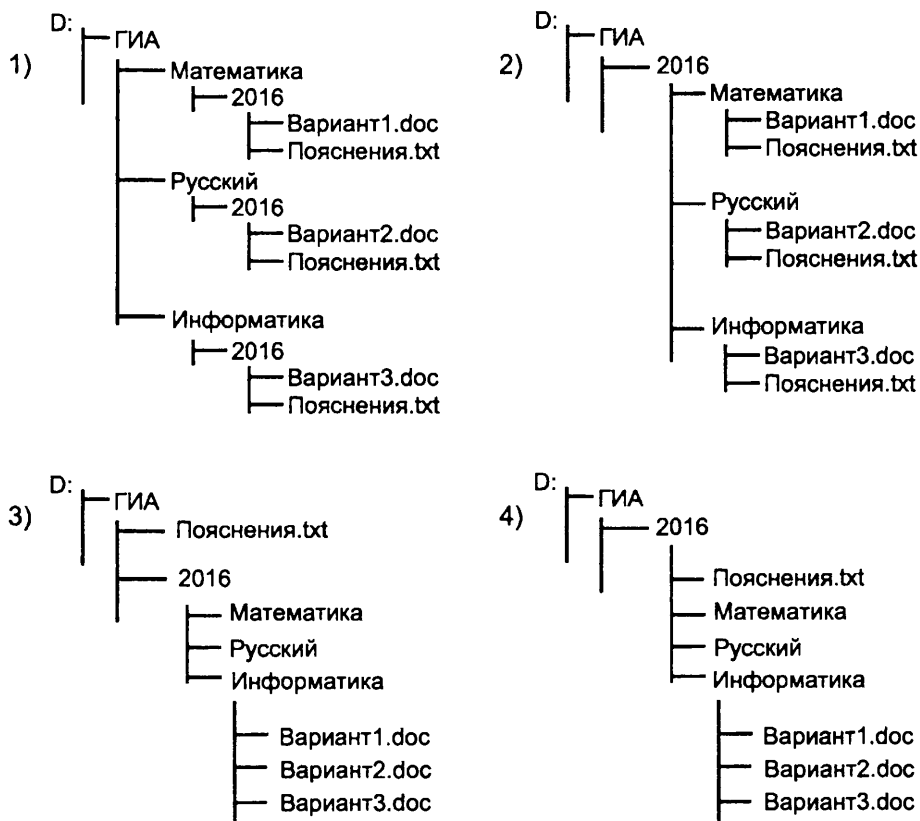 1)
D:
ГИА
Математика
2016
Вариант1.doc
Пояснения.txt
Русский
2016
Вариант2.doc
Пояснения.txt
Информатика
2016
Вариант3.doc
Пояснения.txt
2)
D:
ГИА
2016
Математика
Вариант1.doc
Пояснения.txt
Русский
Вариант2.doc
Пояснения.txt
Информатика
Вариант3.doc
Пояснения.txt
3)
D:
ГИА
Пояснения.txt
2016
Математика
Русский
Информатика
Вариант1.doc
Вариант2.doc
Вариант3.doc
4)
D:
ГИА
2016
Пояснения.txt
Математика
Русский
Информатика
Вариант1.doc
Вариант2.doc
Вариант3.doc